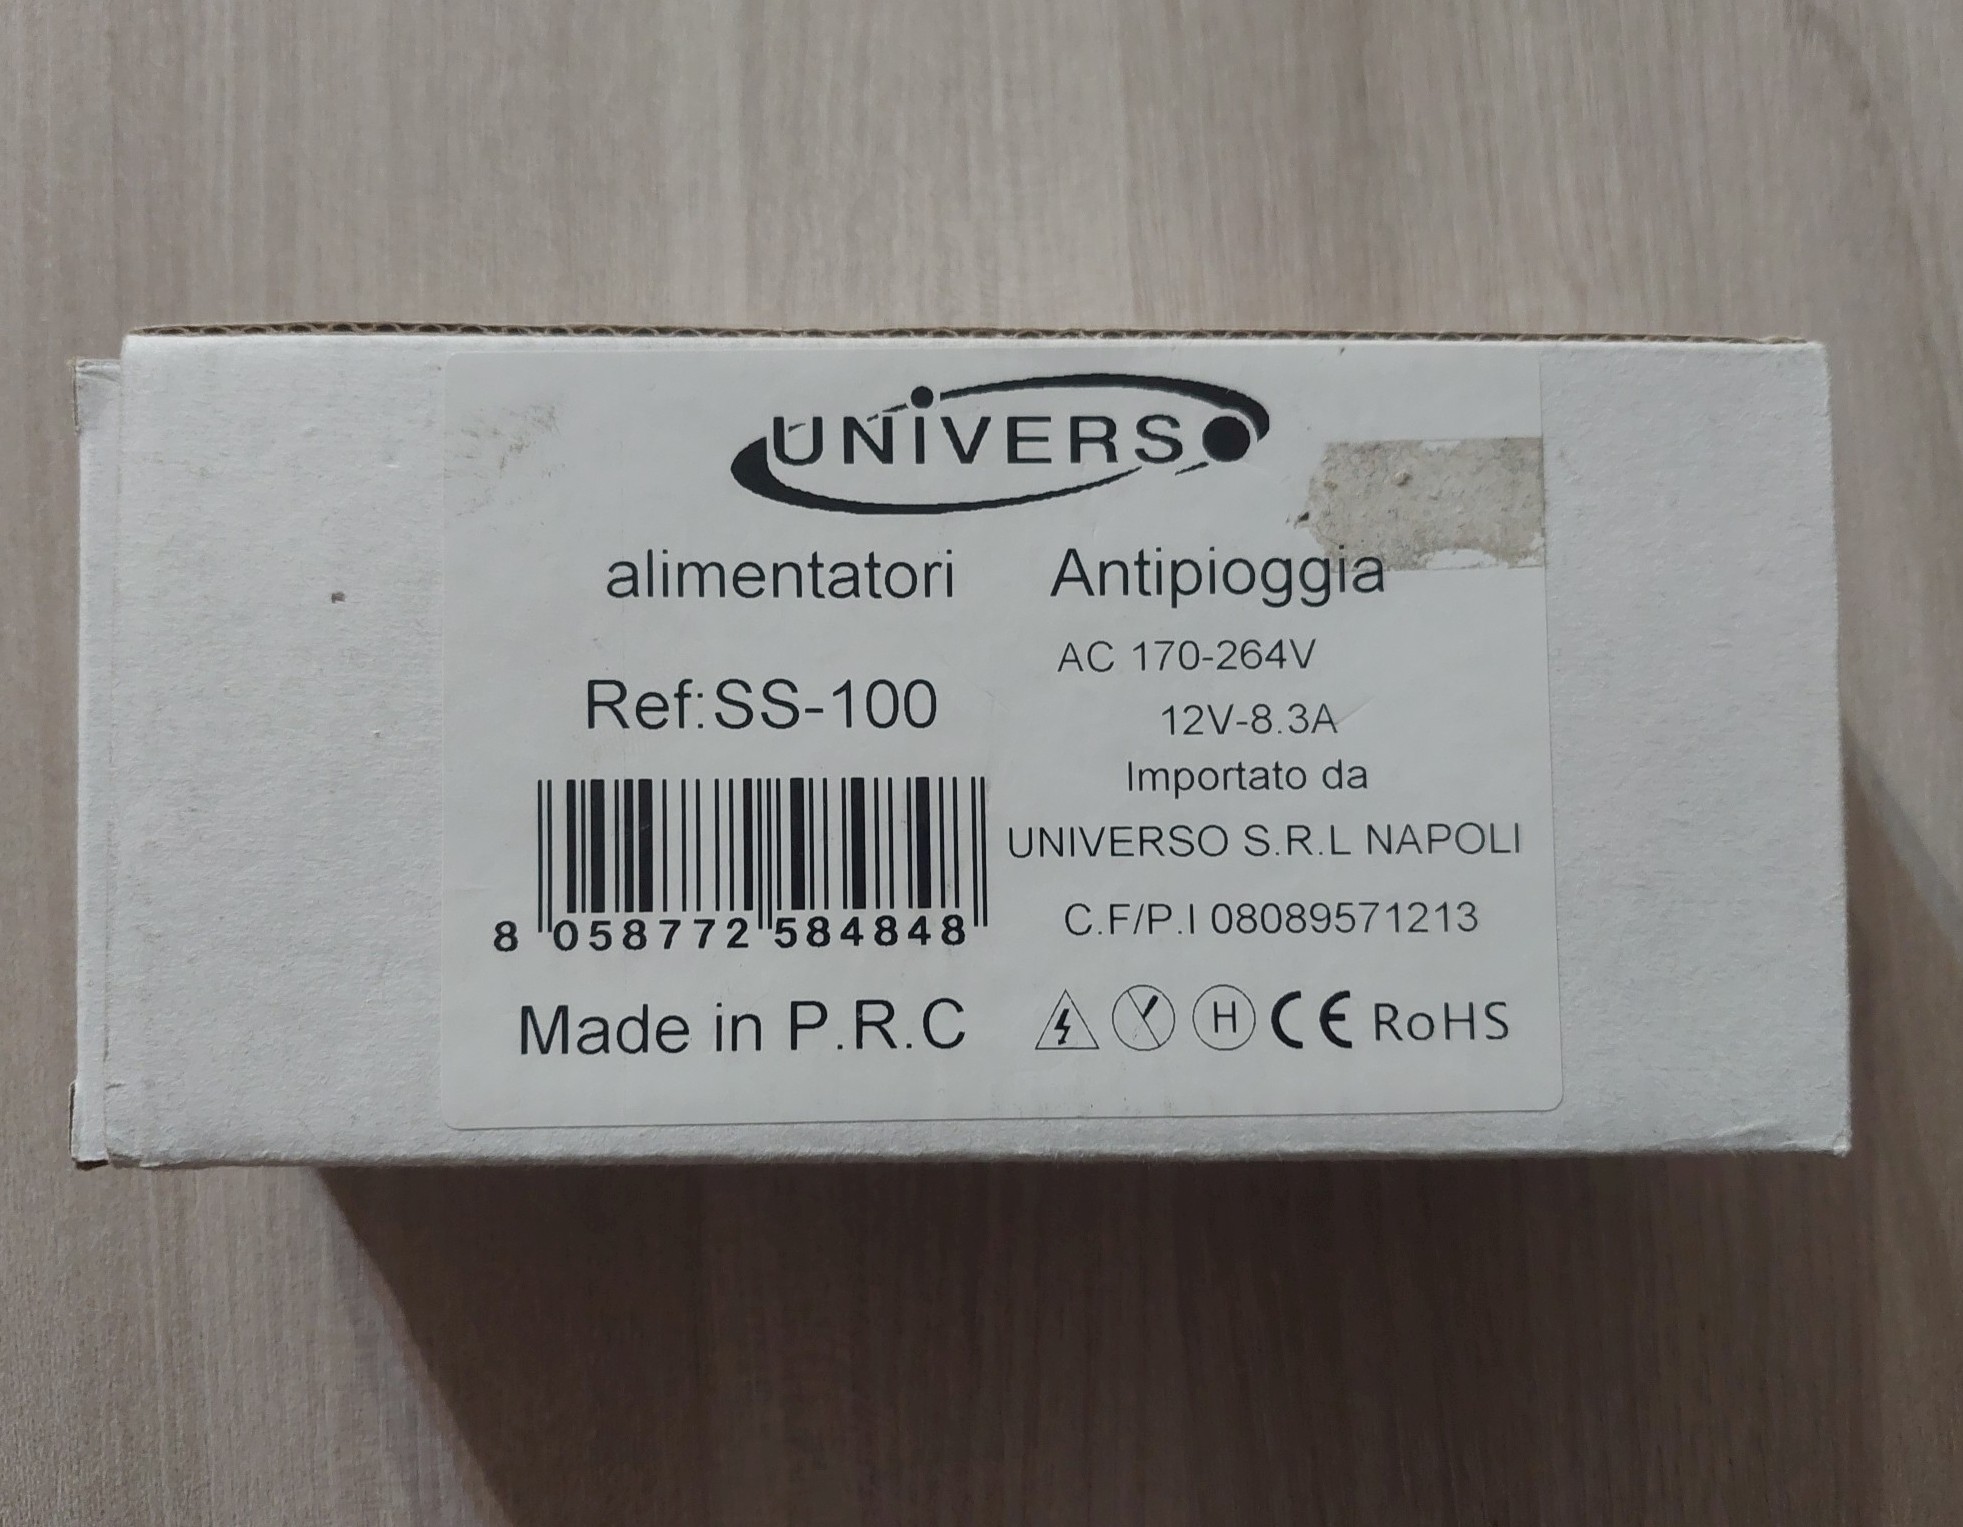 UNiVERSO
alimentatori
Antipioggia
Ref:SS-100
AC 170-264V
12V-8.3A
Importato da
UNIVERSO S.R.L NAPOLI
C.F/P.I 08089571213
8 058772 584848
Made in P.R.C
H CE RoHS